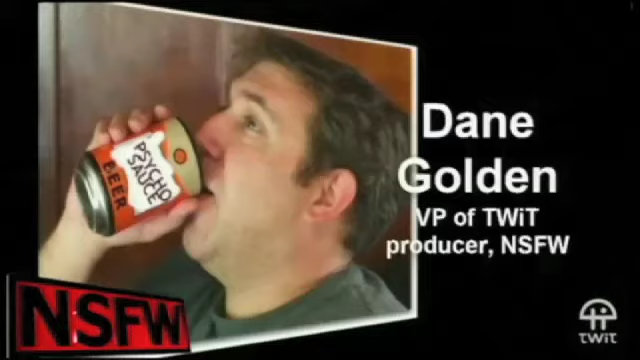 Dane
Golden
VP of TWiT
producer, NSFW
PSYCHO
SAUCE
BEER
NSFW
TWiT